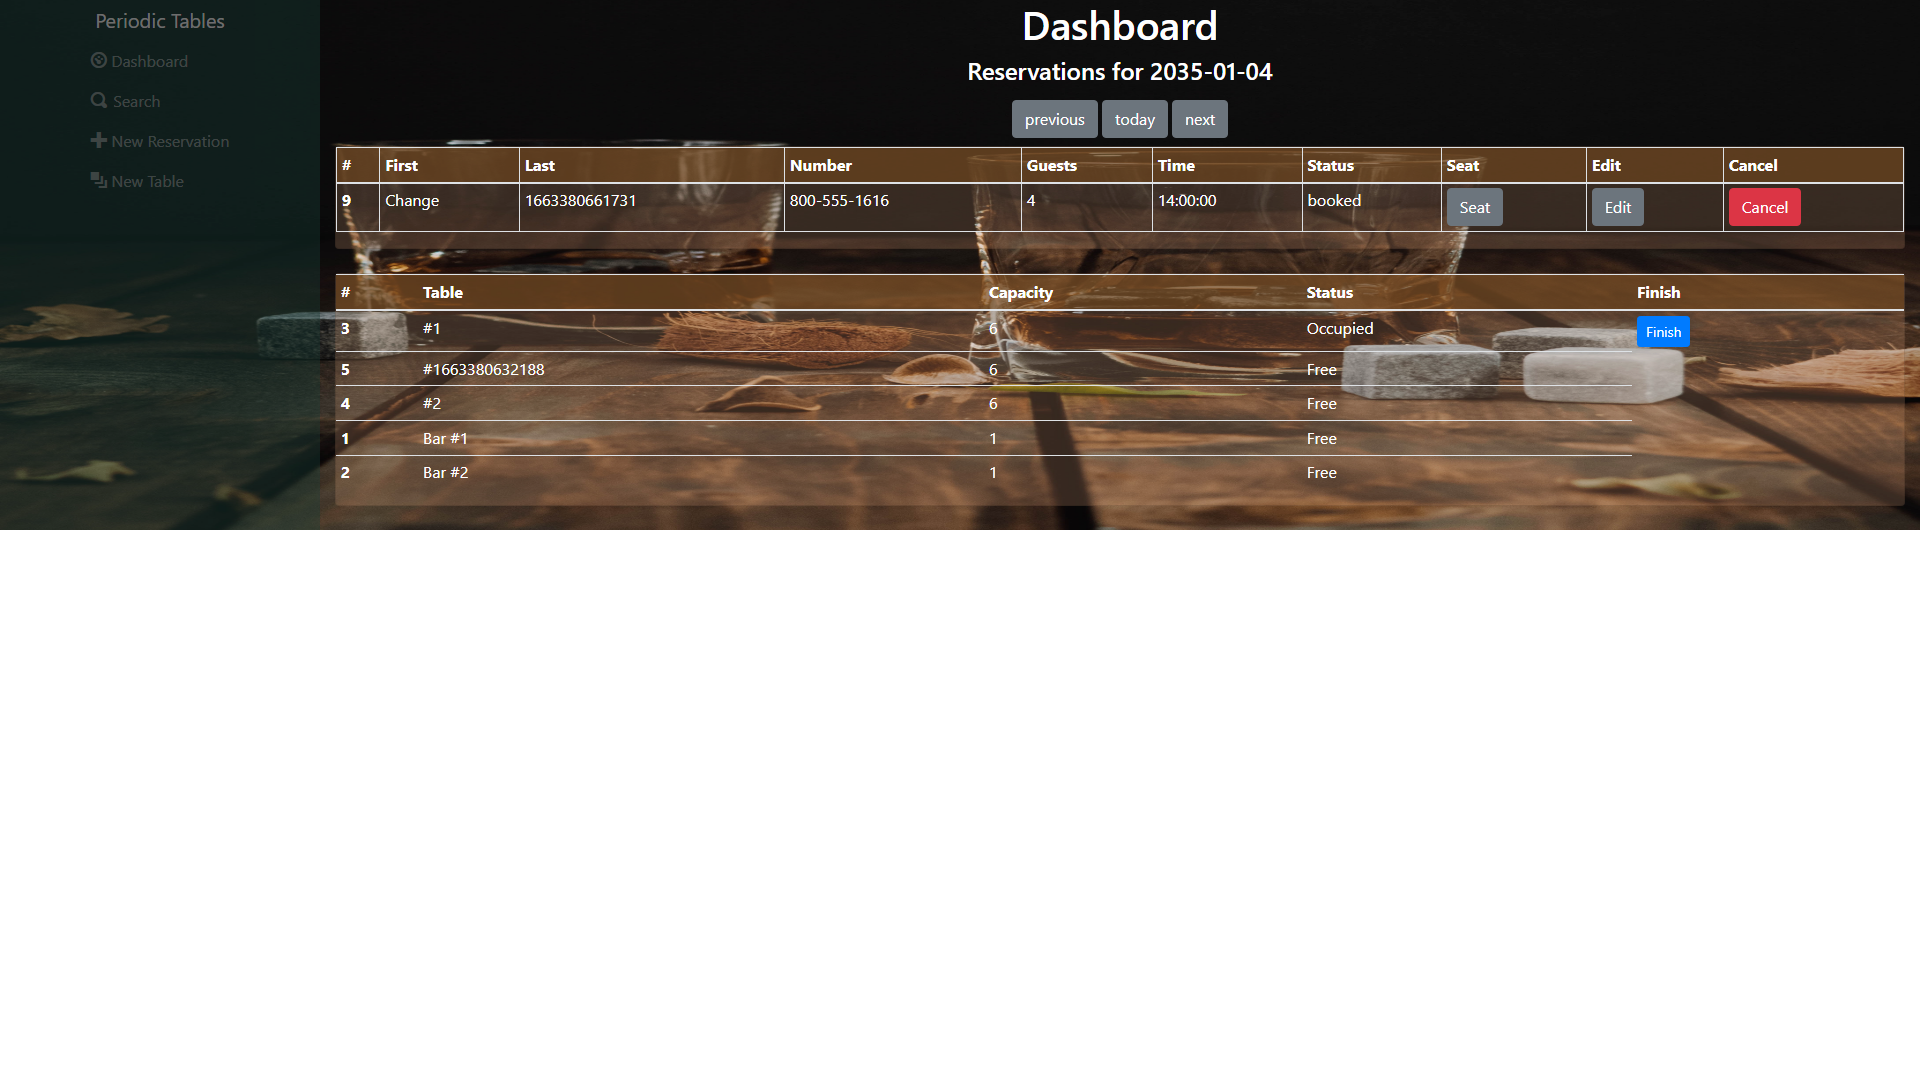 Periodic Tables
Dashboard
Search
New Reservation
New Table
Dashboard
Reservations for 2035-01-04
previous today next
# First Last Number Guests Time Status Seat Edit Cancel
9 Change 1663380661731 800-555-1616 4 14:00:00 booked Seat Edit Cancel
# Table Capacity Status Finish
3 #1 6 Occupied Finish
5 #1663380632188 6 Free
4 #2 6 Free
1 Bar #1 1 Free
2 Bar #2 1 Free